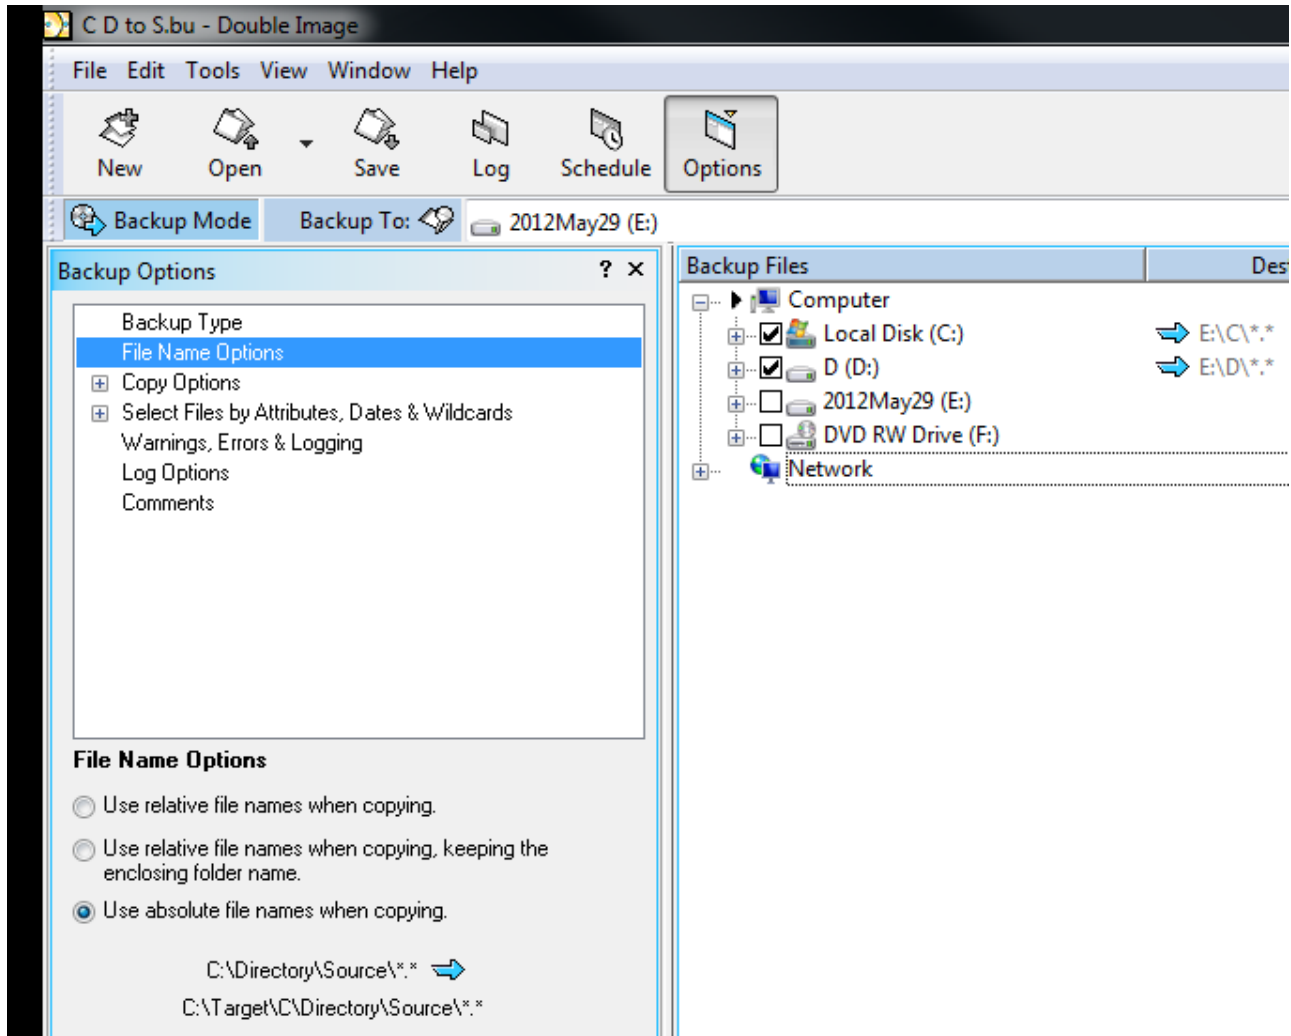 C D to S.bu - Double Image
File Edit Tools View Window Help
New Open Save Log Schedule Options
Backup Mode Backup To: 2012May29 (E:)
Backup Options ? ×
Backup Type
File Name Options
Copy Options
Select Files by Attributes, Dates & Wildcards
Warnings, Errors & Logging
Log Options
Comments
File Name Options
Use relative file names when copying.
Use relative file names when copying, keeping the
enclosing folder name.
Use absolute file names when copying.
C:\Directory\Source\*.*
C:\Target\C\Directory\Source\*.*
Backup Files Des
Computer
Local Disk (C:) E:\C\*.*
D (D:) E:\D\*.*
2012May29 (E:)
DVD RW Drive (F:)
Network